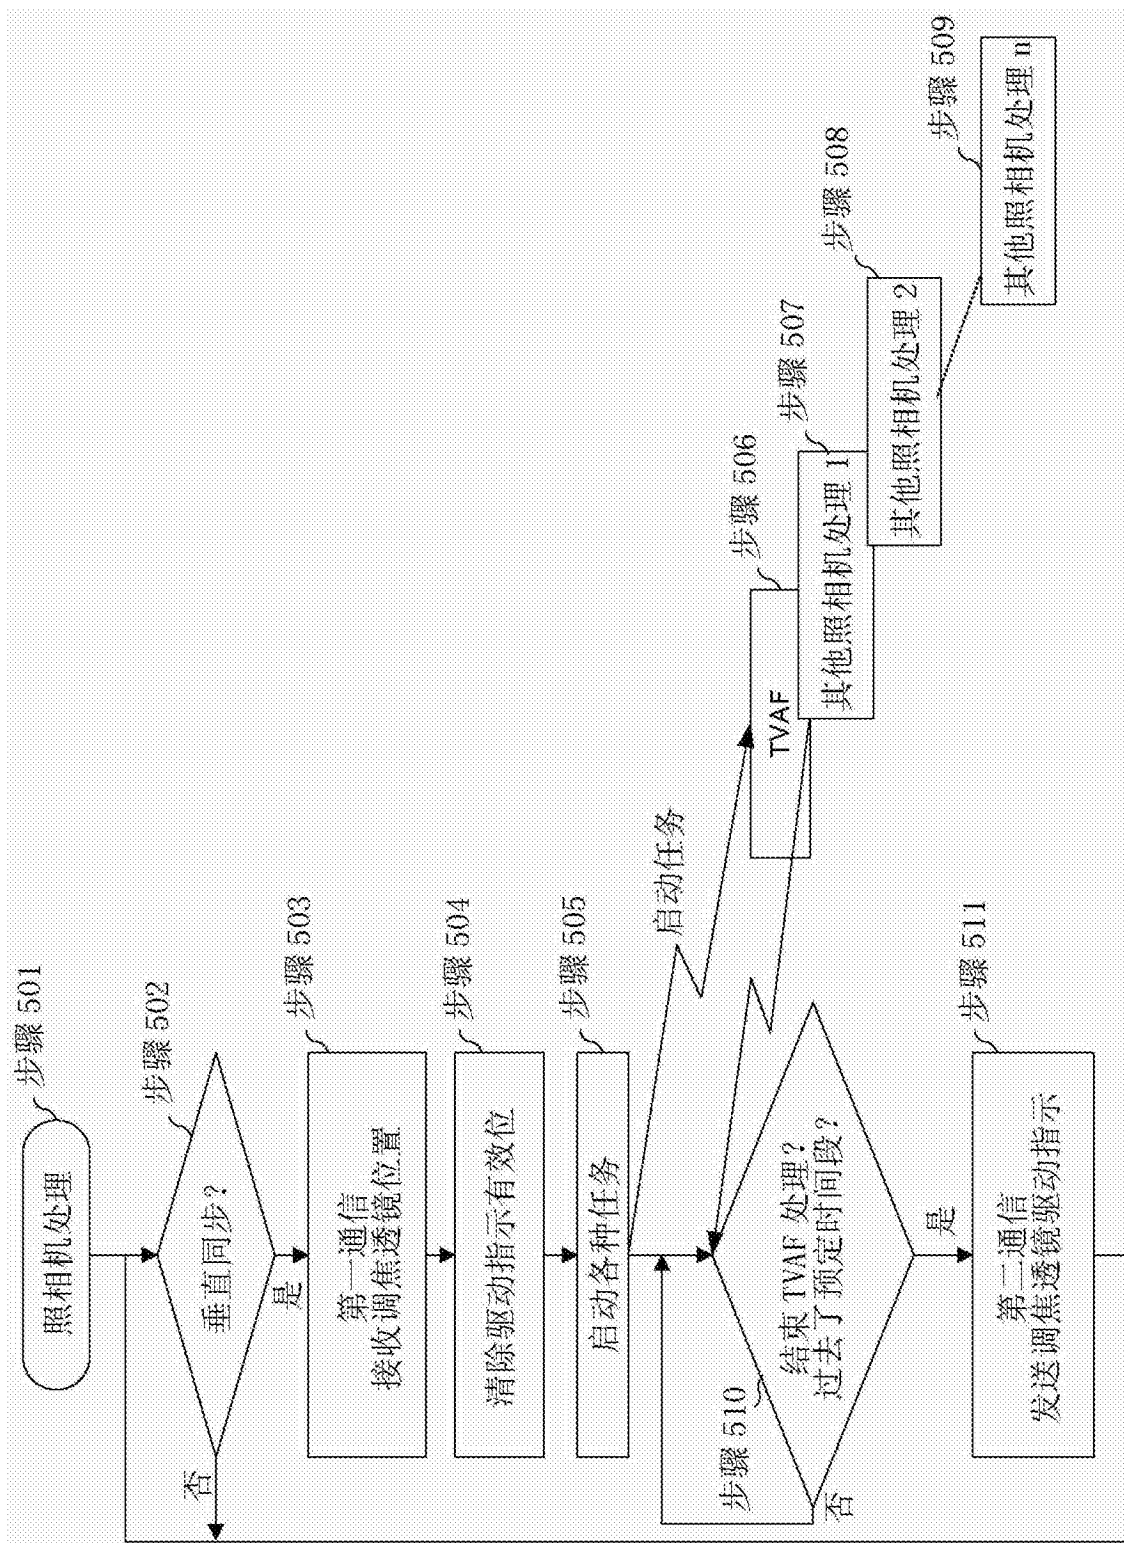 照相机处理
步骤 501
垂直同步?
步骤 502
否
是
第一通信
接收调焦透镜位置
步骤 503
清除驱动指示有效位
步骤 504
启动各种任务
步骤 505
启动任务
TVAF
步骤 506
其他照相机处理 1
步骤 507
其他照相机处理 2
步骤 508
其他照相机处理 n
步骤 509
结束 TVAF 处理?
过去了预定时间段?
步骤 510
否
是
第二通信
发送调焦透镜驱动指示
步骤 511